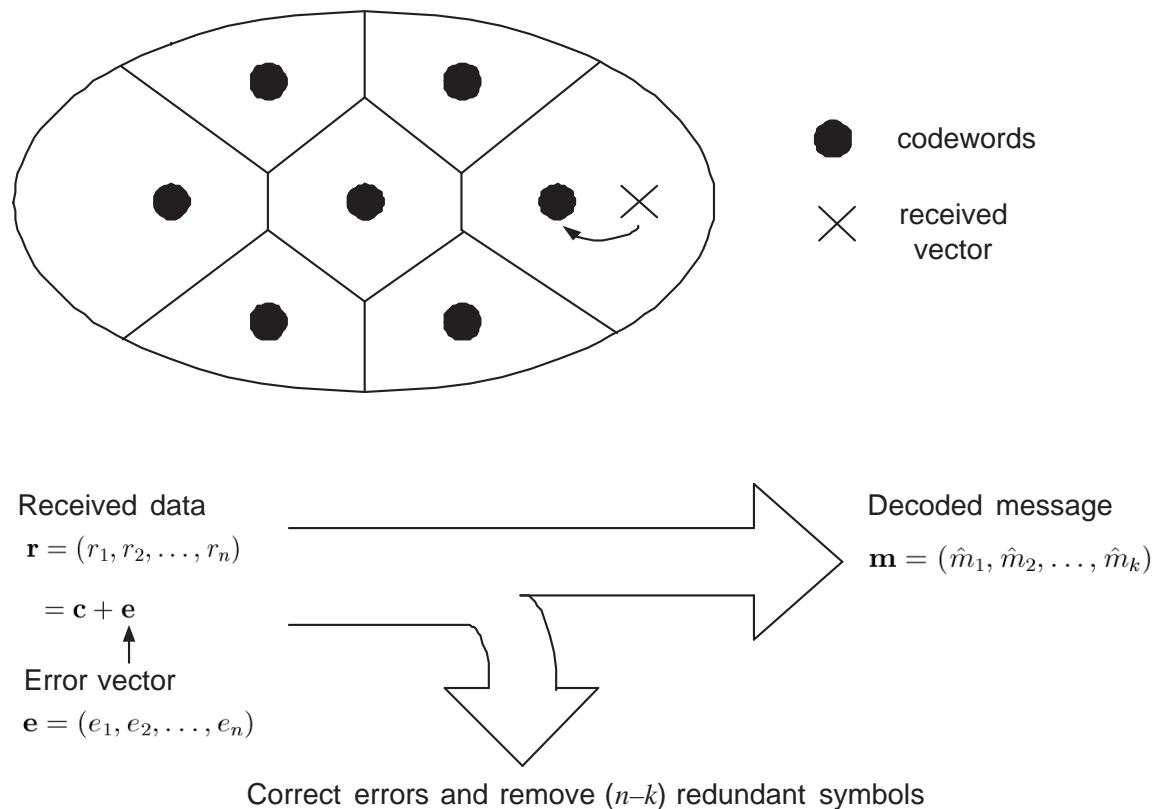 codewords
received
vector
Received data
r = (r₁, r₂, . . . , rₙ)
= c + e
Error vector
e = (e₁, e₂, . . . , eₙ)
Decoded message
m = (m̂₁, m̂₂, . . . , m̂ₖ)
Correct errors and remove (n–k) redundant symbols